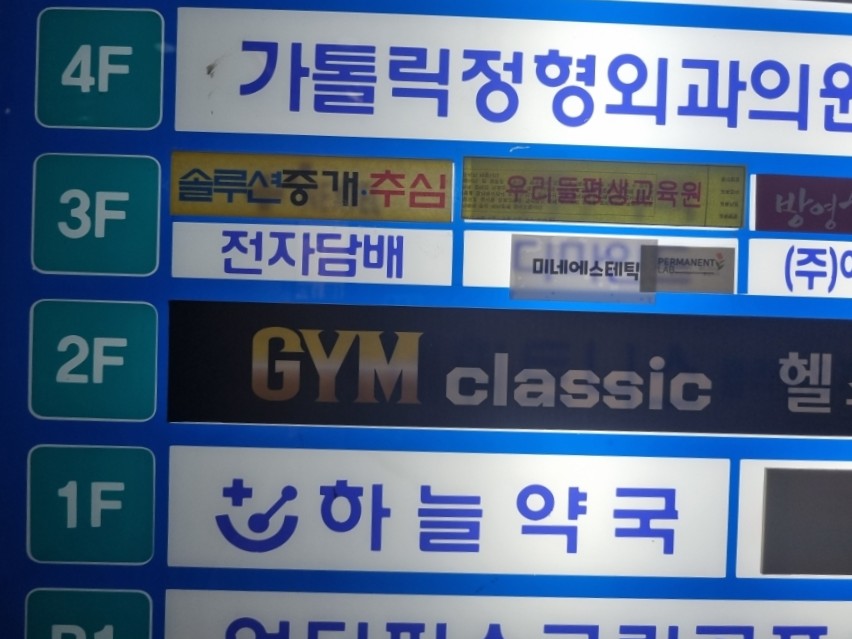 4F 가톨릭정형외과의원
3F 솔루션중개·추심 우리들평생교육원
전자담배 미네에스테틱 PERMANENT LAB (주)
2F GYM classic 헬
1F 하늘약국